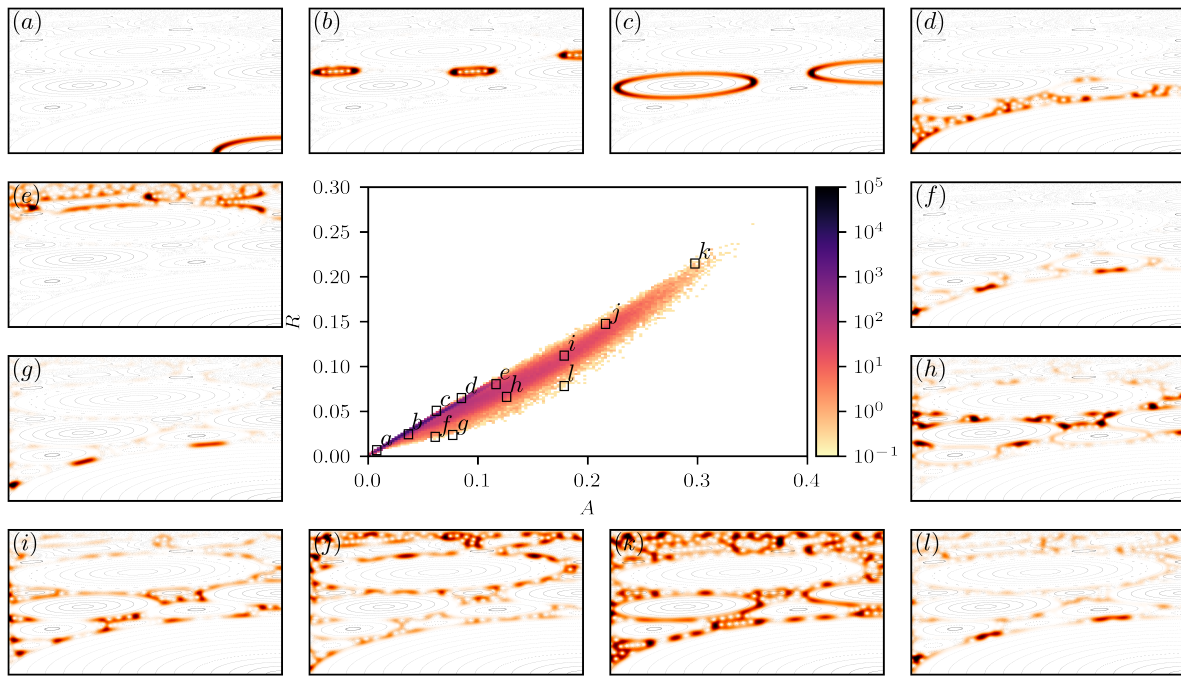 (a)
(b)
(c)
(d)
(e)
(f)
(g)
(h)
(i)
(j)
(k)
(l)
R
0.30
0.25
0.20
0.15
0.10
0.05
0.00
0.0
0.1
0.2
0.3
0.4
A
a
b
c
d
e
f
g
h
i
j
k
l
10^5
10^4
10^3
10^2
10^1
10^0
10^−1